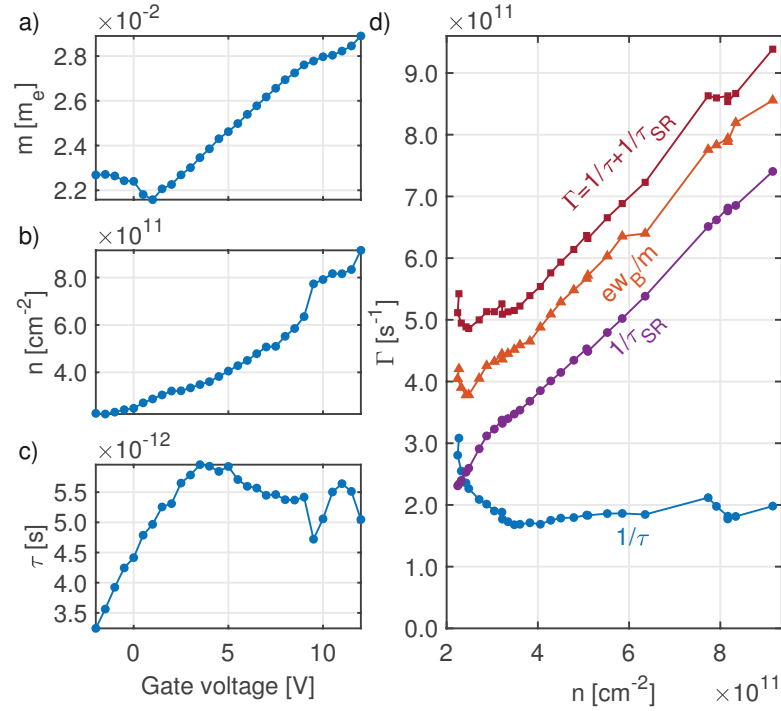 a)
×10⁻²
2.8
2.6
2.4
2.2
m [mₑ]
b)
×10¹¹
8.0
6.0
4.0
n [cm⁻²]
c)
×10⁻¹²
5.5
5.0
4.5
4.0
3.5
τ [s]
0
5
10
Gate voltage [V]
d)
×10¹¹
9.0
8.0
7.0
6.0
5.0
4.0
3.0
2.0
1.0
0.0
Γ [s⁻¹]
Γ=1/τ+1/τ_SR
ew_B/m
1/τ_SR
1/τ
2
4
6
8
×10¹¹
n [cm⁻²]